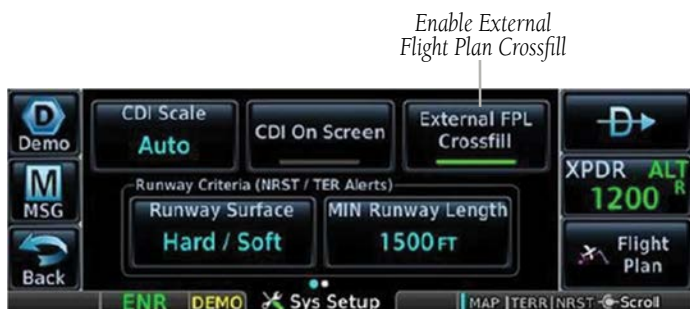 Enable External
Flight Plan Crossfill
Demo
CDI Scale
Auto
CDI On Screen
External FPL
Crossfill
XPDR ALT
1200 R
MSG
Runway Criteria (NRST / TER Alerts)
Runway Surface
Hard / Soft
MIN Runway Length
1500 FT
Back
Flight
Plan
ENR DEMO Sys Setup MAP TERR NRST Scroll